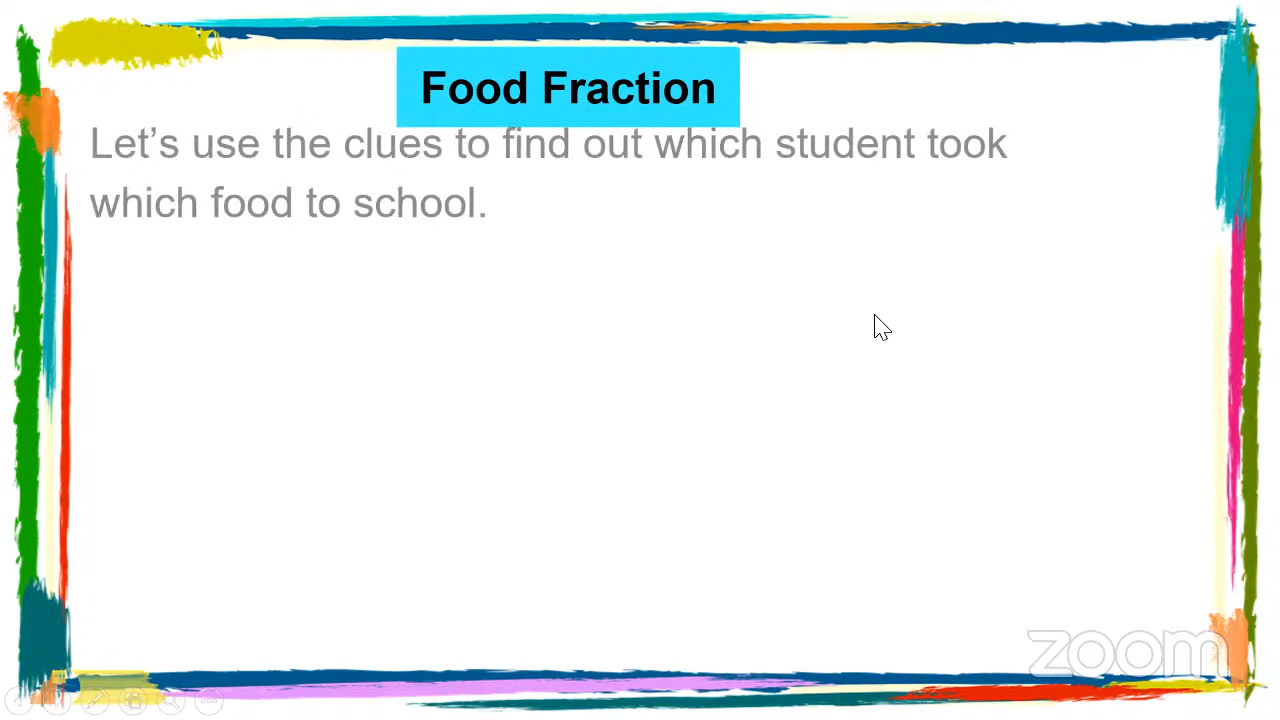 Food Fraction
Let’s use the clues to find out which student took
which food to school.
zoom